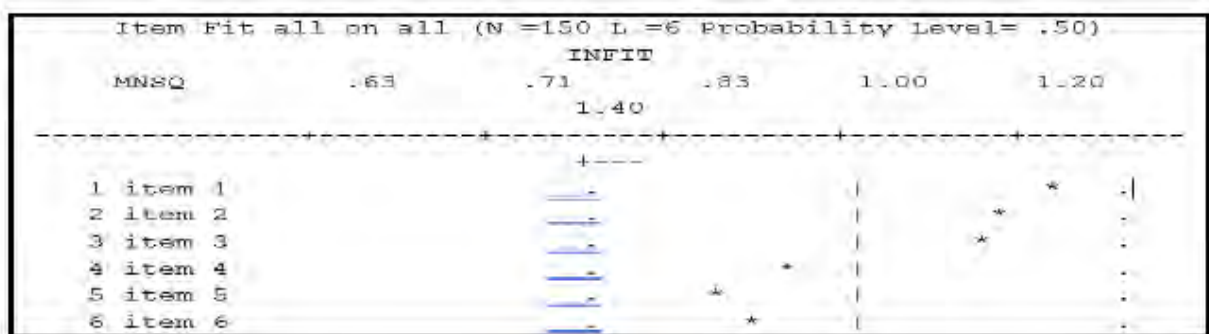 Item Fit all on all (N =150 L =6 Probability Level= .50)
INFIT
MNSQ .63 .71 .83 1.00 1.20
1.40
--------------+---------+---------+---------+---------+---------
+---
1 item 1 . | * .|
2 item 2 . | * .
3 item 3 . | * .
4 item 4 . * | .
5 item 5 . * | .
6 item 6 . * | .